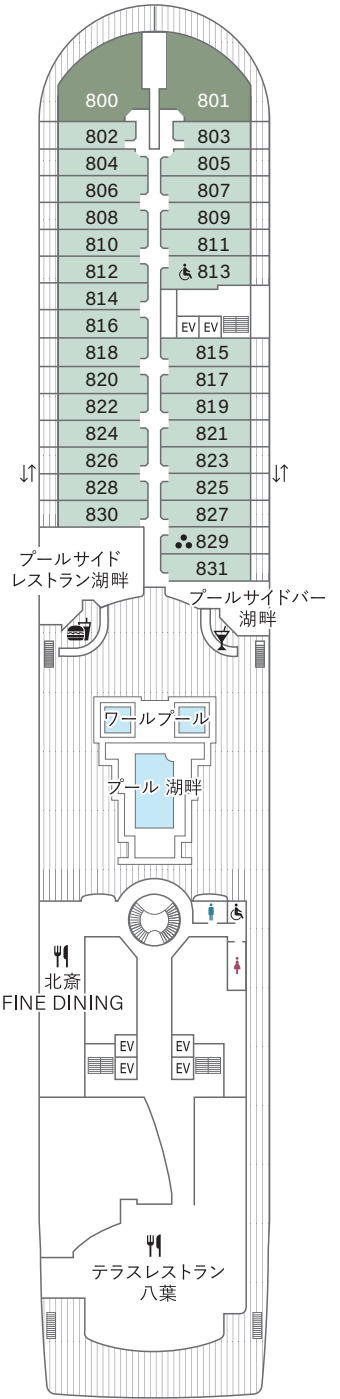 800 801
802 803
804 805
806 807
808 809
810 811
812 813
814
816 EV EV
818 815
820 817
822 819
824 821
826 823
828 825
830 827
829
831
プールサイド
レストラン湖畔
プールサイドバー
湖畔
ワールプール
プール 湖畔
北斎
FINE DINING
EV EV
EV EV
テラスレストラン
八葉